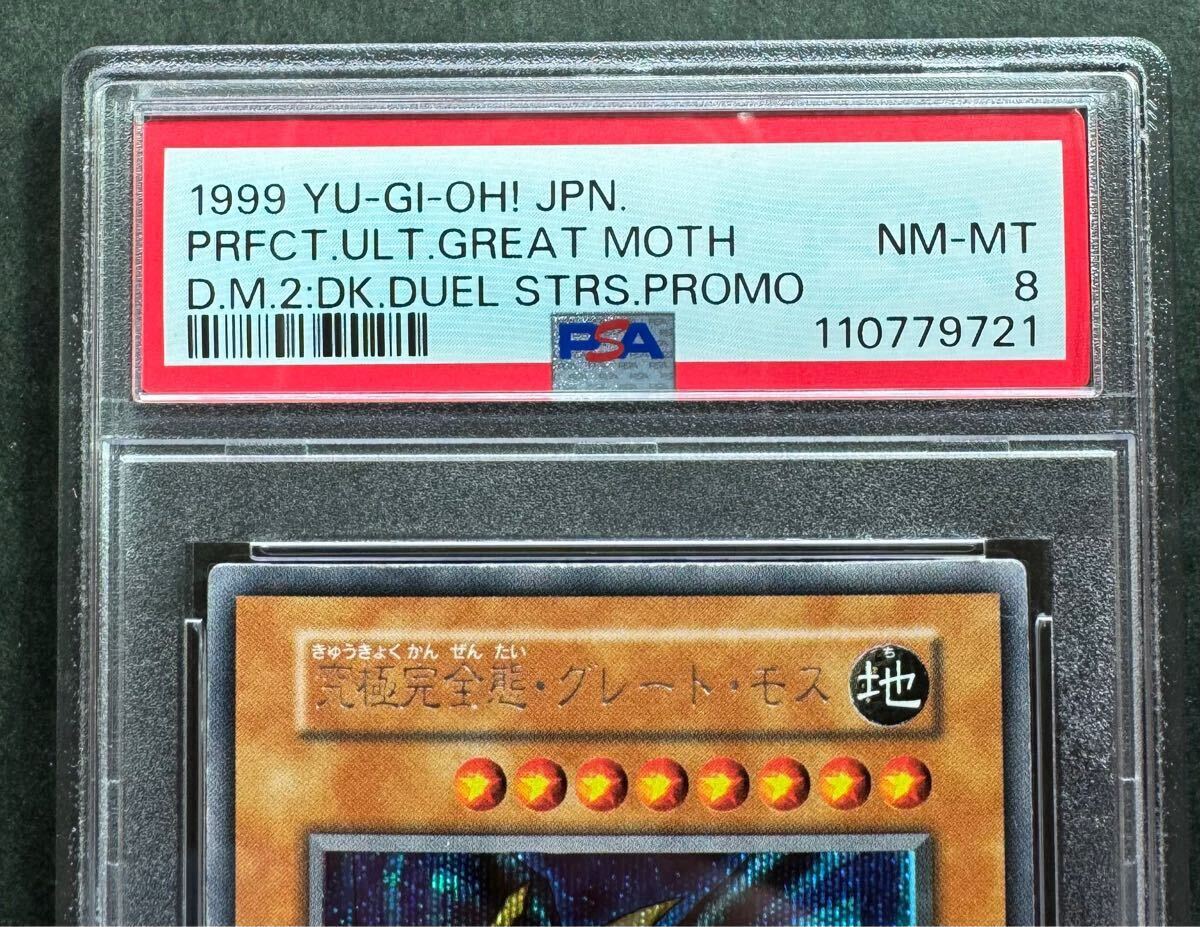 1999 YU-GI-OH! JPN.
PRFCT.ULT.GREAT MOTH NM-MT
D.M.2:DK.DUEL STRS.PROMO 8
PSA 110779721
きゅうきょくかんぜんたい
究極完全態・グレート・モス
ち
地